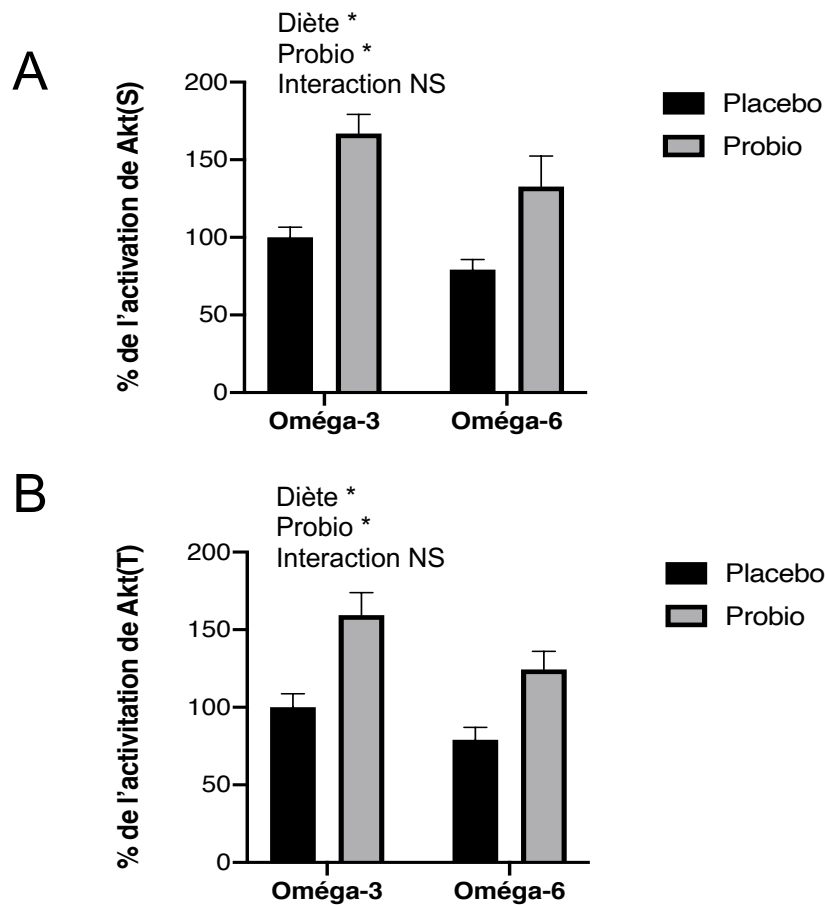 A
Diète *
Probio *
Interaction NS
% de l'activation de Akt(S)
200
150
100
50
0
Oméga-3
Oméga-6
Placebo
Probio
B
Diète *
Probio *
Interaction NS
% de l'activitation de Akt(T)
200
150
100
50
0
Oméga-3
Oméga-6
Placebo
Probio